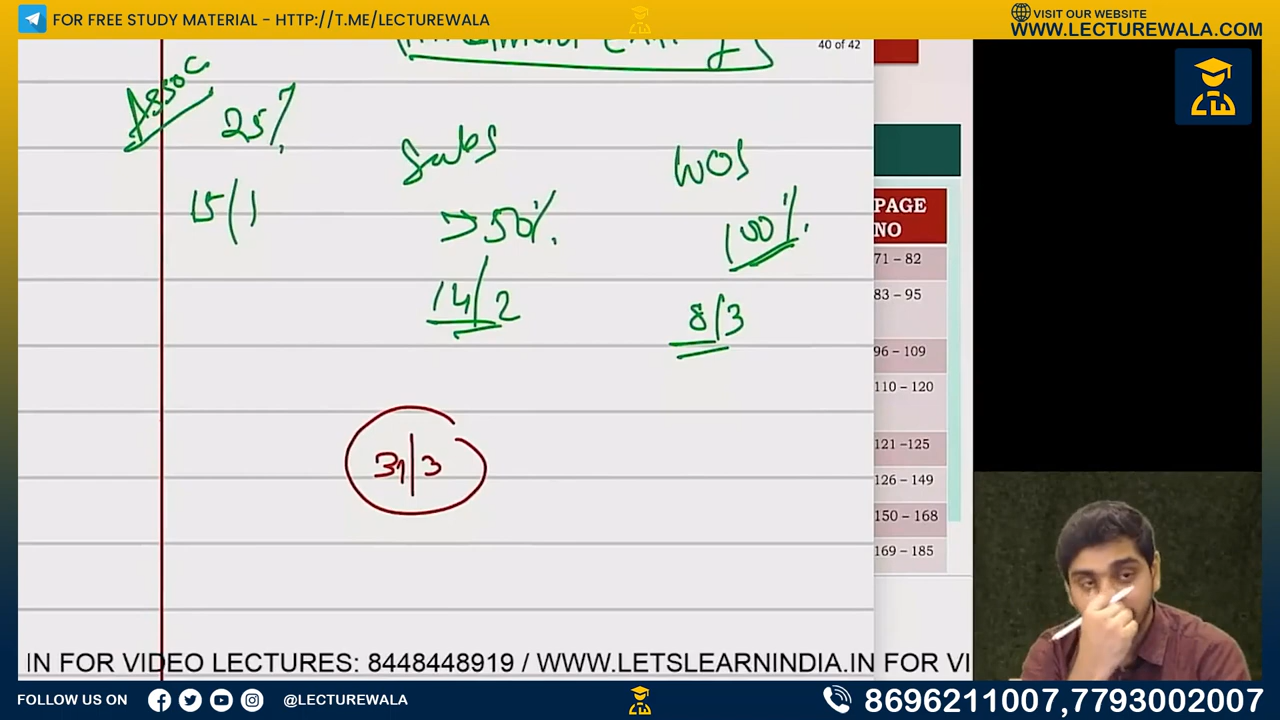 FOR FREE STUDY MATERIAL - HTTP://T.ME/LECTUREWALA
VISIT OUR WEBSITE
WWW.LECTUREWALA.COM
40 of 42
Assoc
25%
15/1
Subs
>50%
14/2
WOS
100%
8/3
31/3
PAGE
NO
71 – 82
83 – 95
96 – 109
110 – 120
121 –125
126 – 149
150 – 168
169 – 185
IN FOR VIDEO LECTURES: 8448448919 / WWW.LETSLEARNINDIA.IN FOR VI
FOLLOW US ON
@LECTUREWALA
8696211007,7793002007